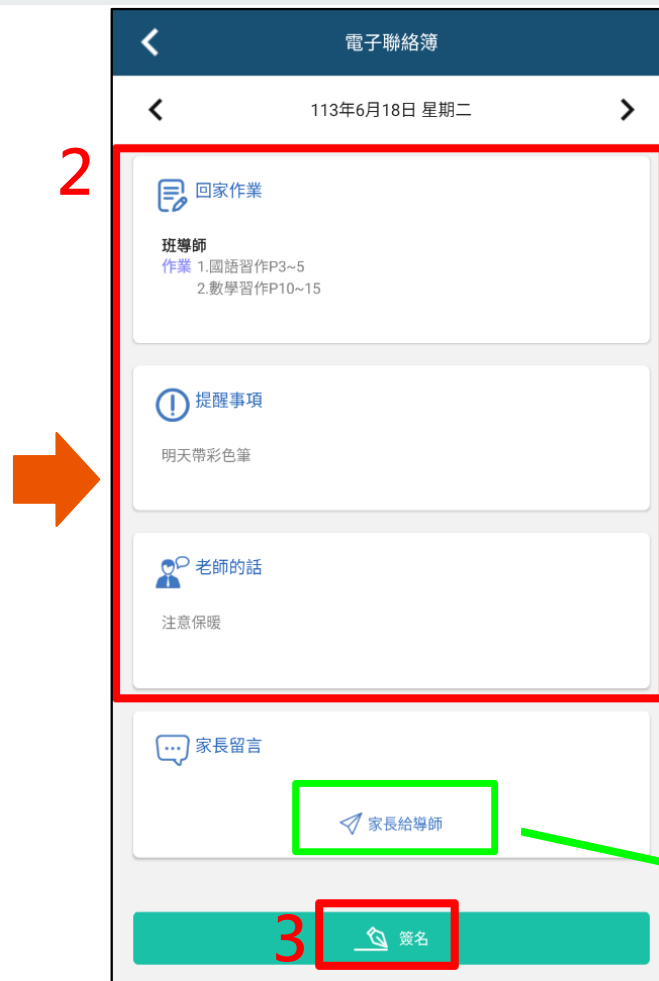 電子聯絡簿
113年6月18日 星期二
2
回家作業
班導師
作業 1.國語習作P3~5
2.數學習作P10~15
提醒事項
明天帶彩色筆
老師的話
注意保暖
家長留言
家長給導師
3
簽名